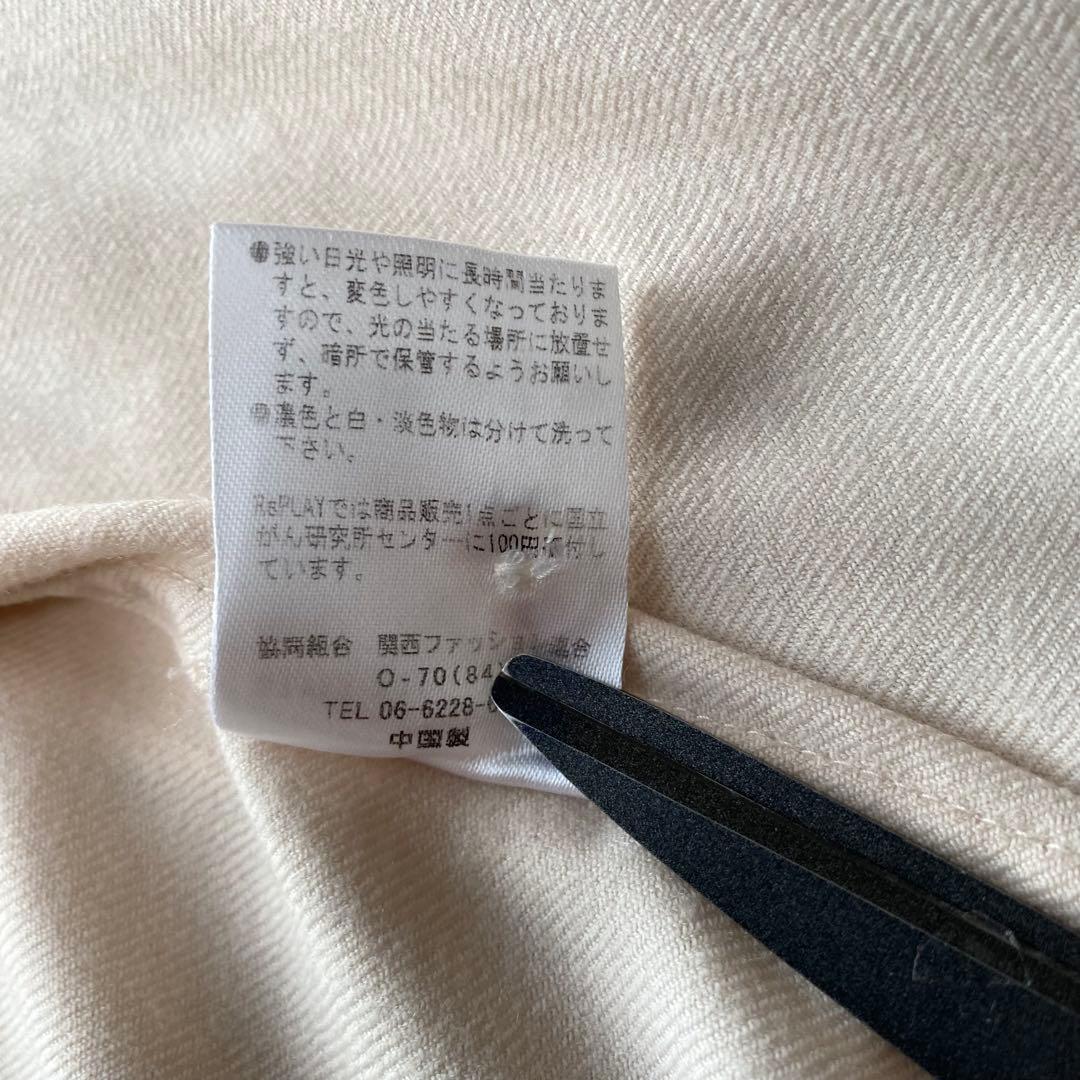 ●強い日光や照明に長時間当たりま
すと、変色しやすくなっておりま
すので、光の当たる場所に放置せ
ず、暗所で保管するようお願いし
ます。
●濃色と白・淡色物は分けて洗って
下さい。
RePLAYでは商品販売1点ごとに国立
がん研究所センターに100円寄付し
ています。
協同組合 関西ファッション連合
O-70(84)
TEL 06-6228-
中国製